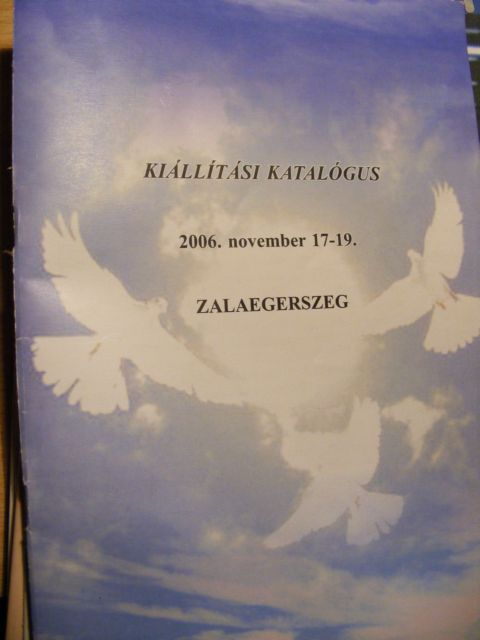 KIÁLLÍTÁSI KATALÓGUS
2006. november 17-19.
ZALAEGERSZEG